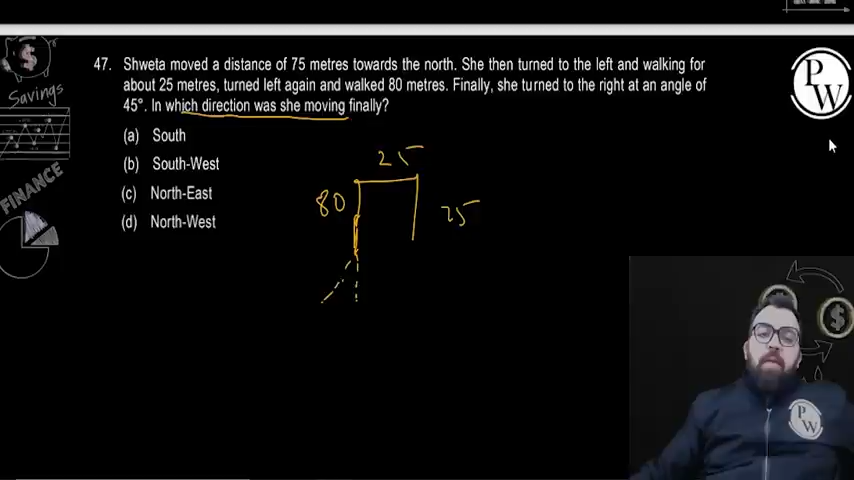 Savings
FINANCE
47. Shweta moved a distance of 75 metres towards the north. She then turned to the left and walking for
about 25 metres, turned left again and walked 80 metres. Finally, she turned to the right at an angle of
45°. In which direction was she moving finally?
(a) South
(b) South-West
(c) North-East
(d) North-West
25
80
75
PW
$
$
PW